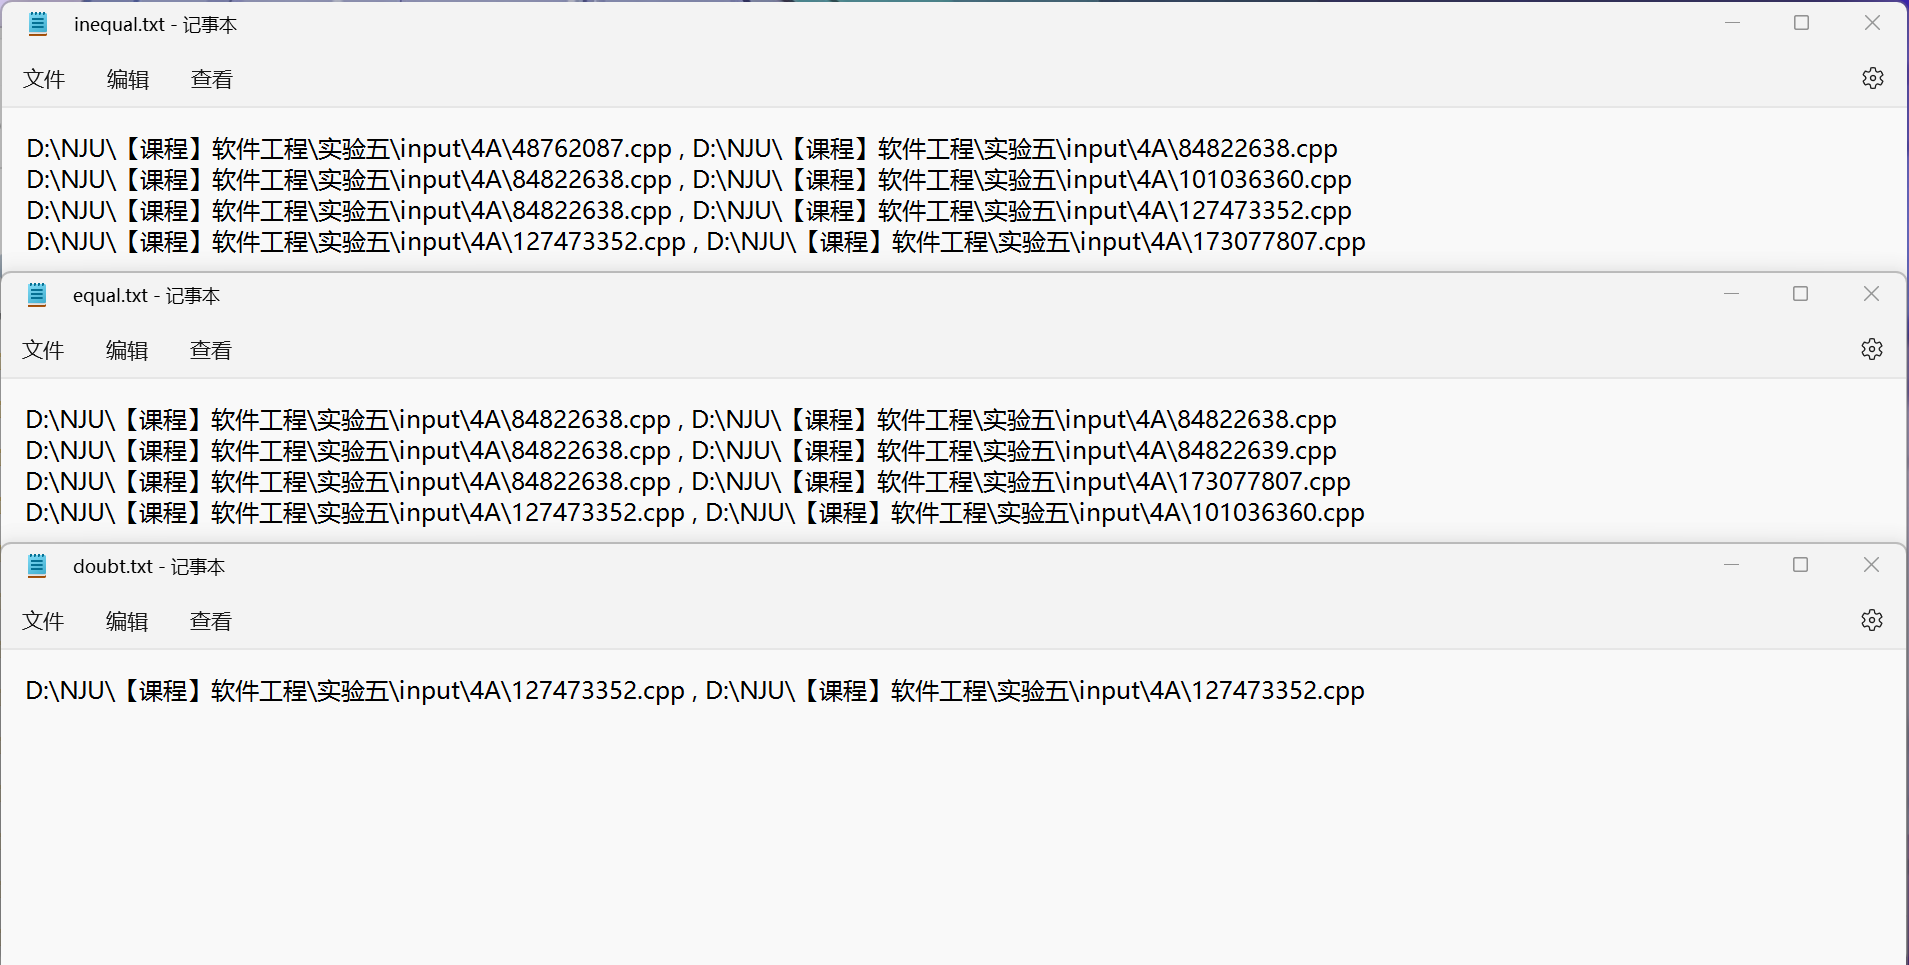 inequal.txt - 记事本
文件 编辑 查看
D:\NJU\【课程】软件工程\实验五\input\4A\48762087.cpp , D:\NJU\【课程】软件工程\实验五\input\4A\84822638.cpp
D:\NJU\【课程】软件工程\实验五\input\4A\84822638.cpp , D:\NJU\【课程】软件工程\实验五\input\4A\101036360.cpp
D:\NJU\【课程】软件工程\实验五\input\4A\84822638.cpp , D:\NJU\【课程】软件工程\实验五\input\4A\127473352.cpp
D:\NJU\【课程】软件工程\实验五\input\4A\127473352.cpp , D:\NJU\【课程】软件工程\实验五\input\4A\173077807.cpp
equal.txt - 记事本
文件 编辑 查看
D:\NJU\【课程】软件工程\实验五\input\4A\84822638.cpp , D:\NJU\【课程】软件工程\实验五\input\4A\84822638.cpp
D:\NJU\【课程】软件工程\实验五\input\4A\84822638.cpp , D:\NJU\【课程】软件工程\实验五\input\4A\84822639.cpp
D:\NJU\【课程】软件工程\实验五\input\4A\84822638.cpp , D:\NJU\【课程】软件工程\实验五\input\4A\173077807.cpp
D:\NJU\【课程】软件工程\实验五\input\4A\127473352.cpp , D:\NJU\【课程】软件工程\实验五\input\4A\101036360.cpp
doubt.txt - 记事本
文件 编辑 查看
D:\NJU\【课程】软件工程\实验五\input\4A\127473352.cpp , D:\NJU\【课程】软件工程\实验五\input\4A\127473352.cpp